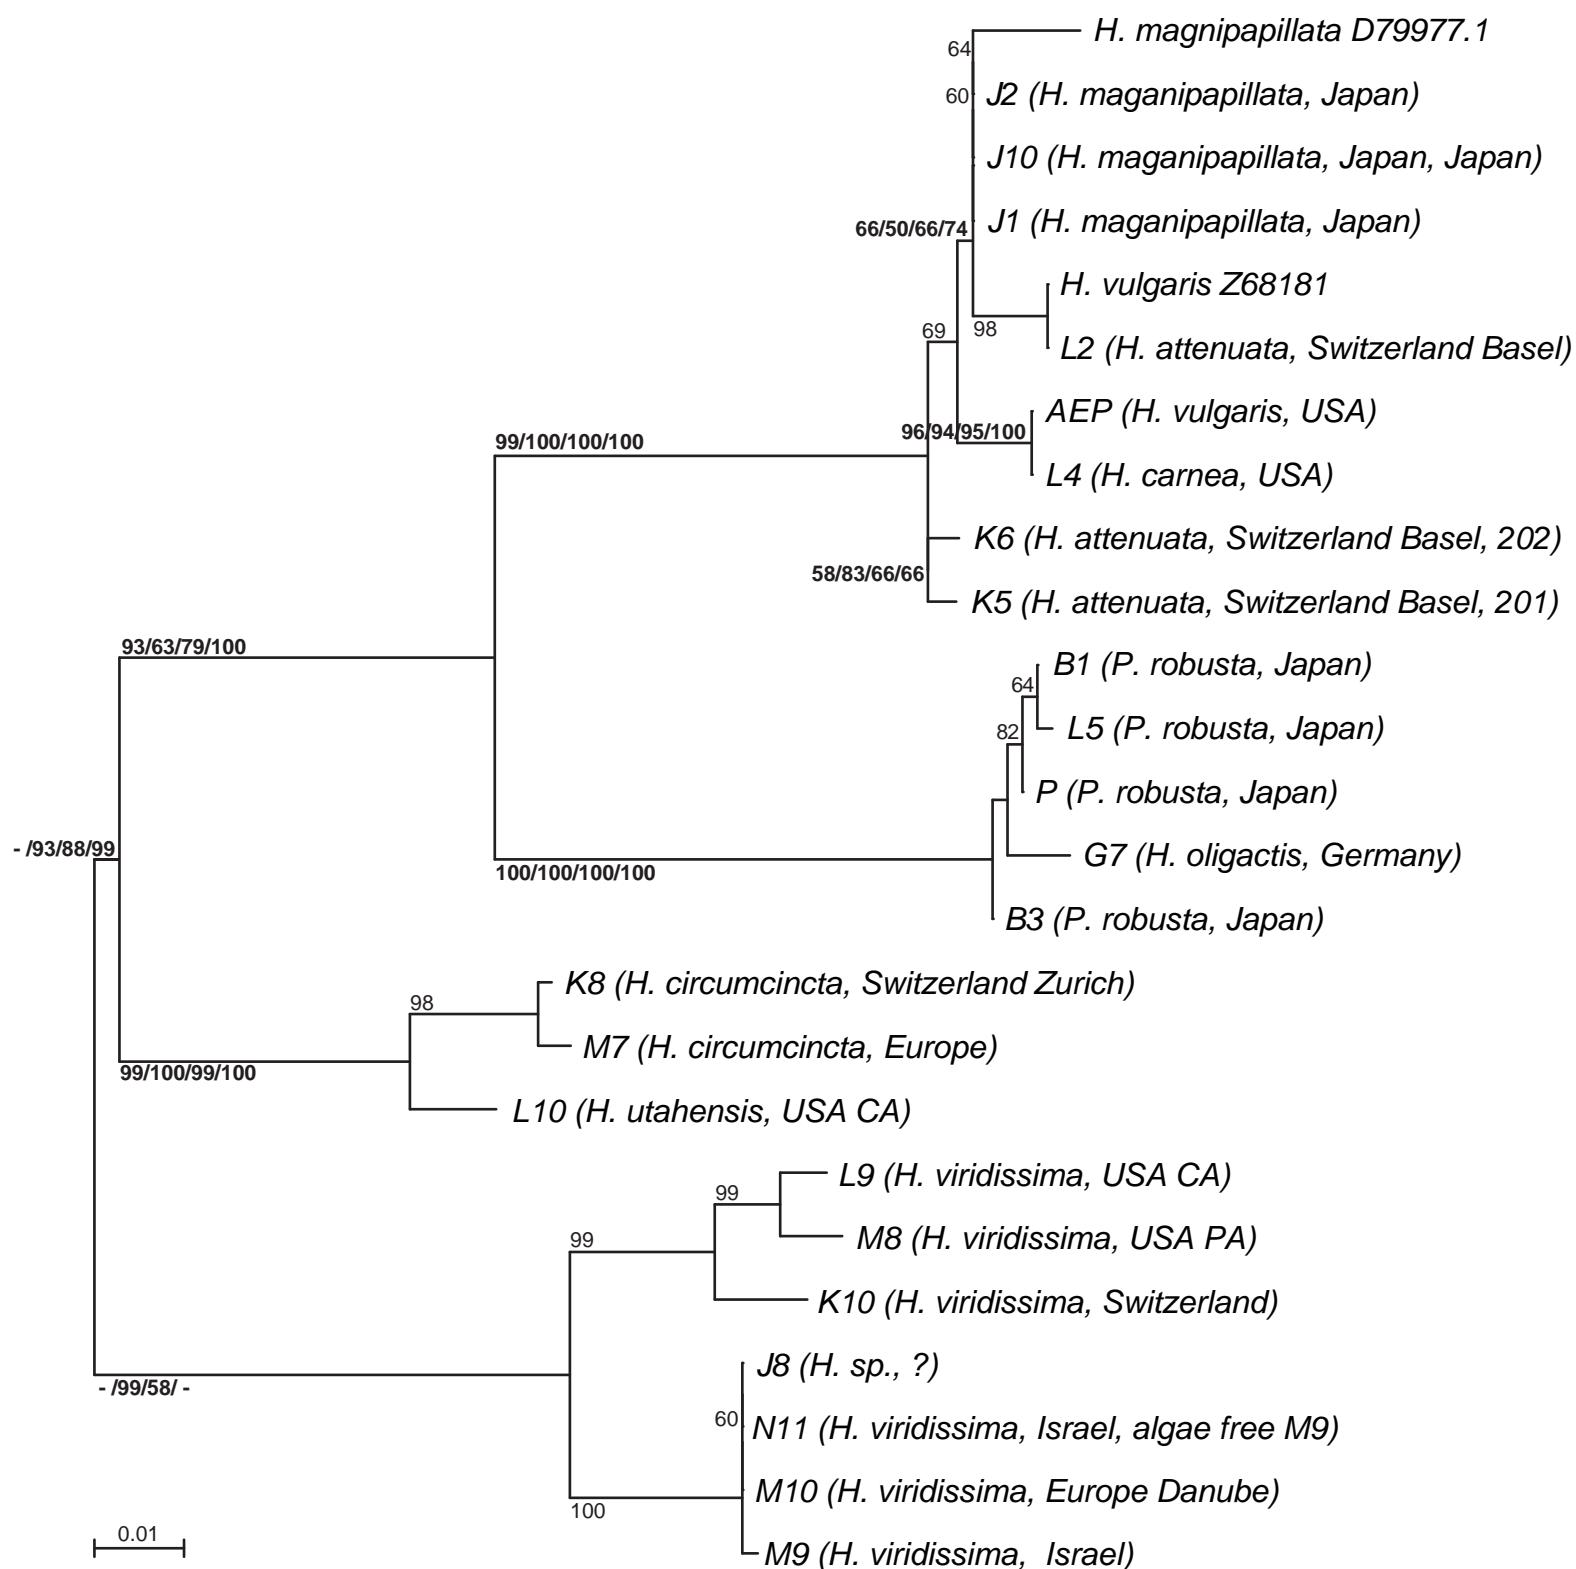 H. magnipapillata D79977.1
64
60
J2 (H. maganipapillata, Japan)
J10 (H. maganipapillata, Japan, Japan)
J1 (H. maganipapillata, Japan)
66/50/66/74
H. vulgaris Z68181
69
98
L2 (H. attenuata, Switzerland Basel)
AEP (H. vulgaris, USA)
96/94/95/100
99/100/100/100
L4 (H. carnea, USA)
K6 (H. attenuata, Switzerland Basel, 202)
58/83/66/66
K5 (H. attenuata, Switzerland Basel, 201)
93/63/79/100
B1 (P. robusta, Japan)
64
L5 (P. robusta, Japan)
82
P (P. robusta, Japan)
- /93/88/99
G7 (H. oligactis, Germany)
100/100/100/100
B3 (P. robusta, Japan)
K8 (H. circumcincta, Switzerland Zurich)
98
M7 (H. circumcincta, Europe)
99/100/99/100
L10 (H. utahensis, USA CA)
L9 (H. viridissima, USA CA)
99
99
M8 (H. viridissima, USA PA)
K10 (H. viridissima, Switzerland)
J8 (H. sp., ?)
- /99/58/ -
60
N11 (H. viridissima, Israel, algae free M9)
M10 (H. viridissima, Europe Danube)
100
0.01
M9 (H. viridissima, Israel)